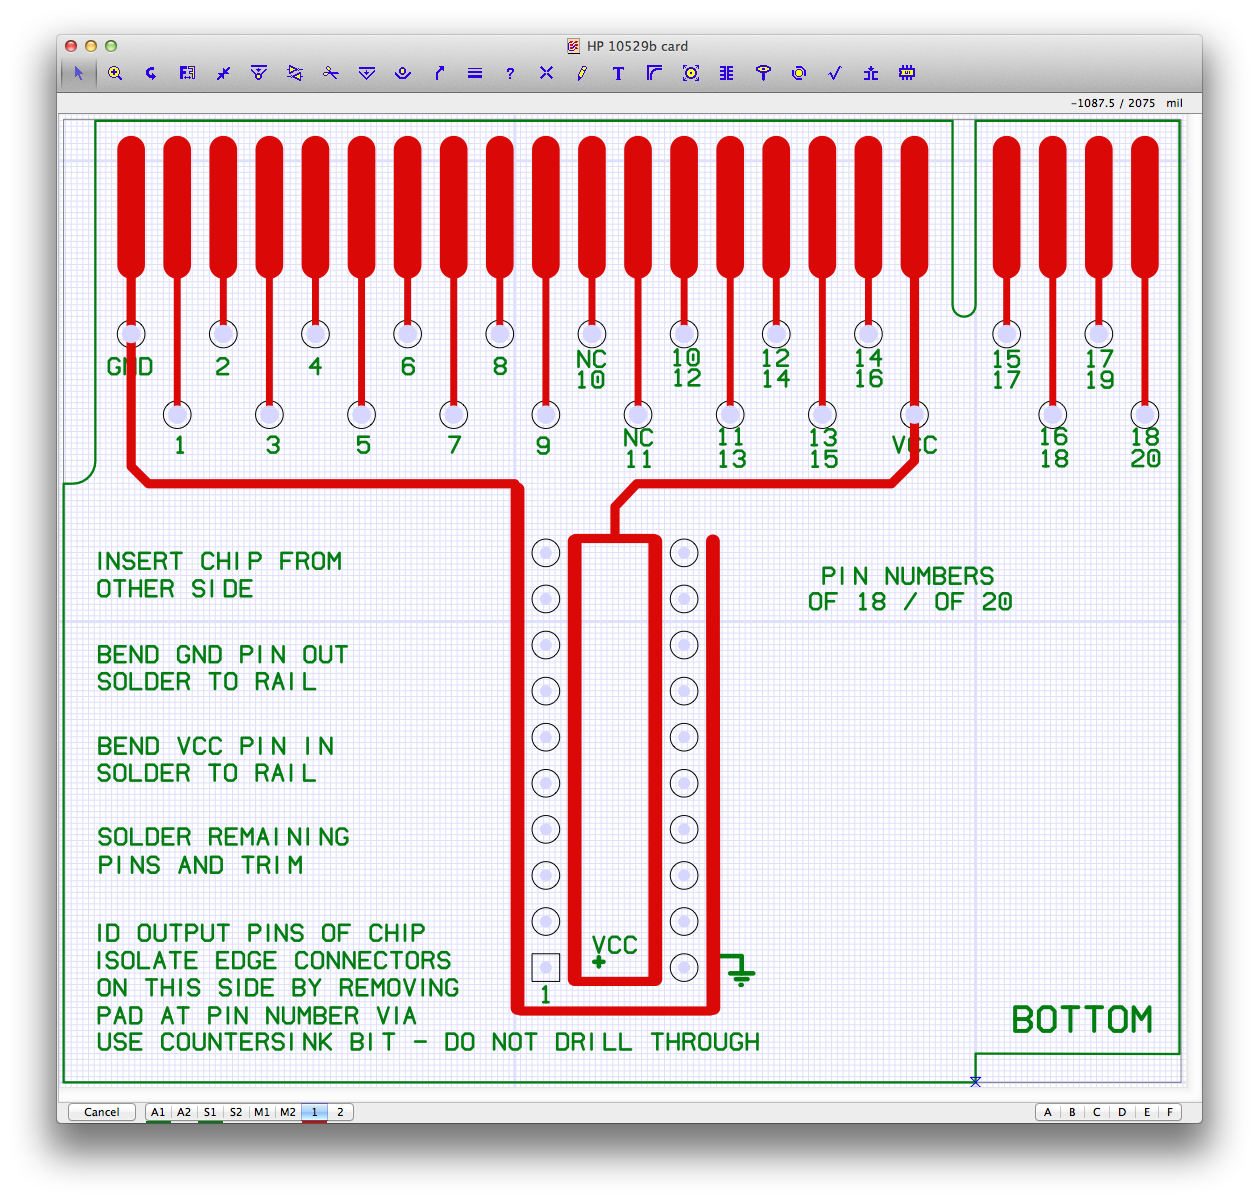 HP 10529b card
?
T
-1087.5 / 2075 mil
GND 2 4 6 8 NC 10 12 14 15 17
10 12 14 16 17 19
1 3 5 7 9 NC 11 13 VCC 16 18
11 13 15 18 20
INSERT CHIP FROM
OTHER SIDE
PIN NUMBERS
OF 18 / OF 20
BEND GND PIN OUT
SOLDER TO RAIL
BEND VCC PIN IN
SOLDER TO RAIL
SOLDER REMAINING
PINS AND TRIM
ID OUTPUT PINS OF CHIP
ISOLATE EDGE CONNECTORS
ON THIS SIDE BY REMOVING
PAD AT PIN NUMBER VIA
USE COUNTERSINK BIT - DO NOT DRILL THROUGH
VCC
+
1
BOTTOM
Cancel A1 A2 S1 S2 M1 M2 1 2 A B C D E F